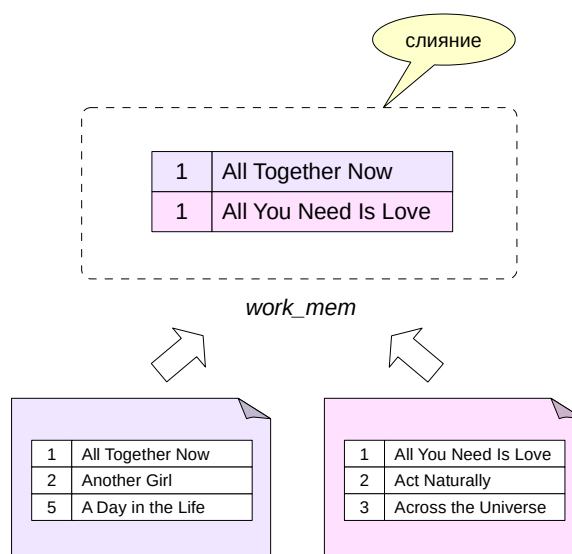 слияние
1 All Together Now
1 All You Need Is Love
work_mem
1 All Together Now
2 Another Girl
5 A Day in the Life
1 All You Need Is Love
2 Act Naturally
3 Across the Universe